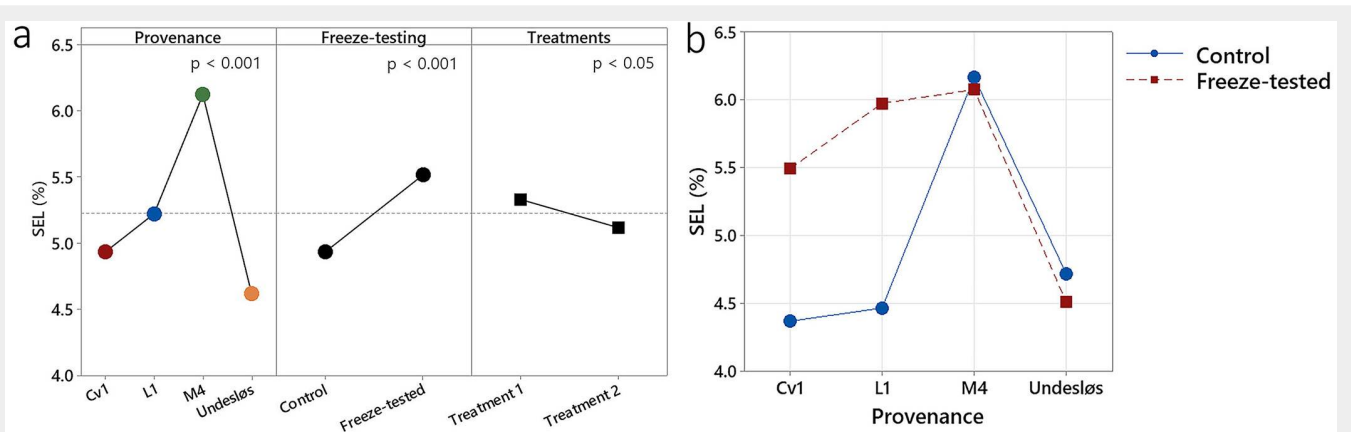 a
Provenance Freeze-testing Treatments
p < 0.001 p < 0.001 p < 0.05
6.5
6.0
5.5
5.0
4.5
4.0
SEL (%)
Cv1 L1 M4 Undesløs Control Freeze-tested Treatment 1 Treatment 2
b
6.5
6.0
5.5
5.0
4.5
4.0
SEL (%)
Cv1 L1 M4 Undesløs
Provenance
Control
Freeze-tested